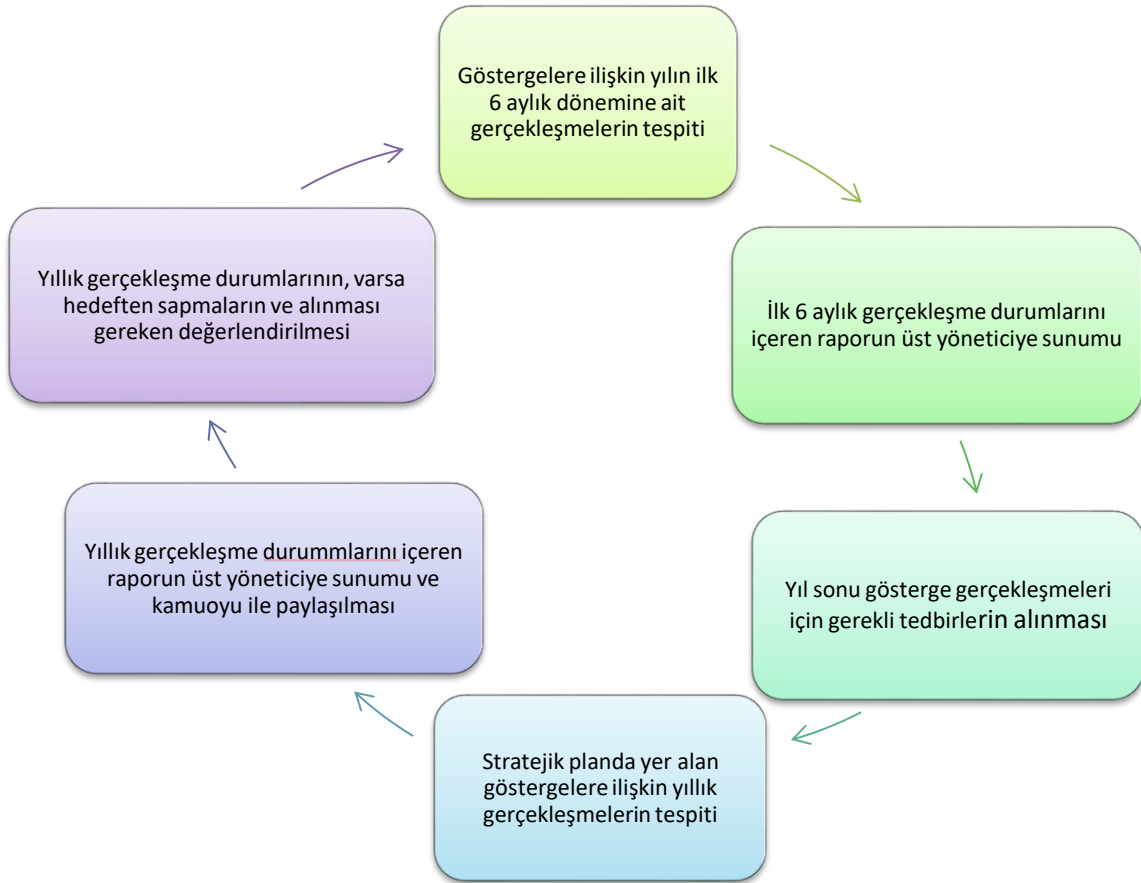 Göstergelere ilişkin yılın ilk
6 aylık dönemine ait
gerçekleşmelerin tespiti
İlk 6 aylık gerçekleşme durumlarını
içeren raporun üst yöneticiye sunumu
Yıl sonu gösterge gerçekleşmeleri
için gerekli tedbirlerin alınması
Stratejik planda yer alan
göstergelere ilişkin yıllık
gerçekleşmelerin tespiti
Yıllık gerçekleşme durummlarını içeren
raporun üst yöneticiye sunumu ve
kamuoyu ile paylaşılması
Yıllık gerçekleşme durumlarının, varsa
hedeften sapmaların ve alınması
gereken değerlendirilmesi